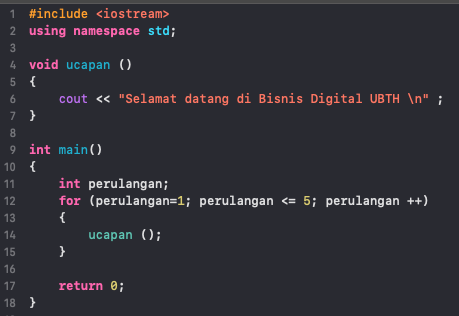 1 #include <iostream>
2 using namespace std;
3
4 void ucapan ()
5 {
6     cout << "Selamat datang di Bisnis Digital UBTH \n" ;
7 }
8
9 int main()
10 {
11     int perulangan;
12     for (perulangan=1; perulangan <= 5; perulangan ++)
13     {
14         ucapan ();
15     }
16
17     return 0;
18 }